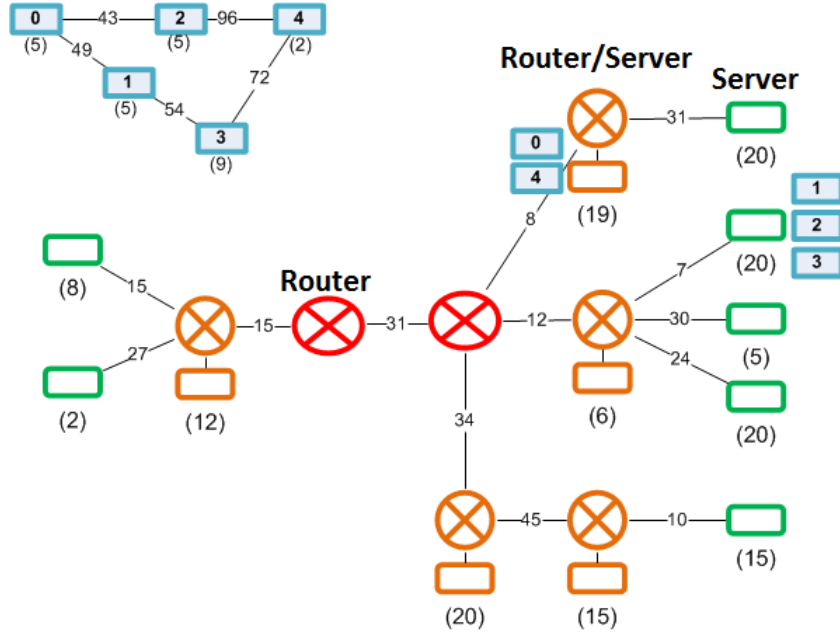 0 43 2 96 4
(5) (5) (2)
49
1 72
(5) 54
3
(9)
Router/Server
Server
31
0
(20)
4
1
8 (19)
2
(20)
3
7
(8) 15
Router
15 31 12 30
27 24 (5)
(2) (12) (6) (20)
34
45 10
(15)
(20) (15)